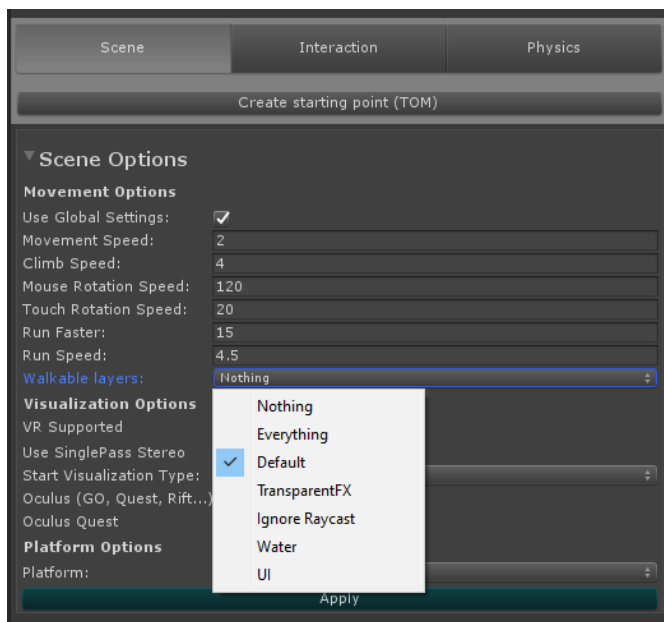 Scene Interaction Physics
Create starting point (TOM)
Scene Options
Movement Options
Use Global Settings:
Movement Speed: 2
Climb Speed: 4
Mouse Rotation Speed: 120
Touch Rotation Speed: 20
Run Faster: 15
Run Speed: 4.5
Walkable layers: Nothing
Visualization Options
VR Supported
Use SinglePass Stereo
Start Visualization Type:
Oculus (GO, Quest, Rift...)
Oculus Quest
Platform Options
Platform:
Nothing
Everything
Default
TransparentFX
Ignore Raycast
Water
UI
Apply